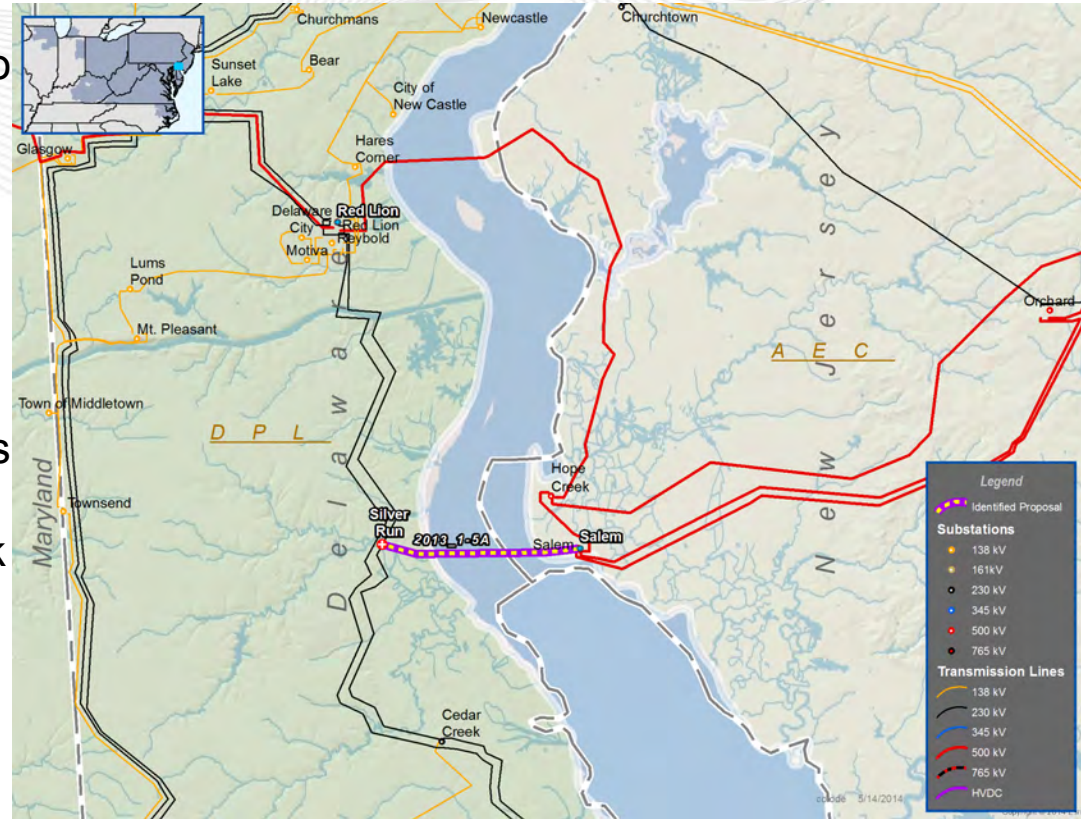 Churchmans
Newcastle
Churchtown
Sunset
Lake
Bear
City of
New Castle
Glasgow
Hares
Corner
Delaware
City
Red Lion
Red Lion
Reybold
Motiva
Lums
Pond
Mt. Pleasant
Orchard
A E C
New Jersey
Town of Middletown
D P L
Delaware
Maryland
Townsend
Hope
Creek
Silver
Run
2013_1-5A
Salem
Salem
Cedar
Creek
Legend
Identified Proposal
Substations
138 kV
161kV
230 kV
345 kV
500 kV
765 kV
Transmission Lines
138 kV
230 kV
345 kV
500 kV
765 kV
HVDC
5/14/2014